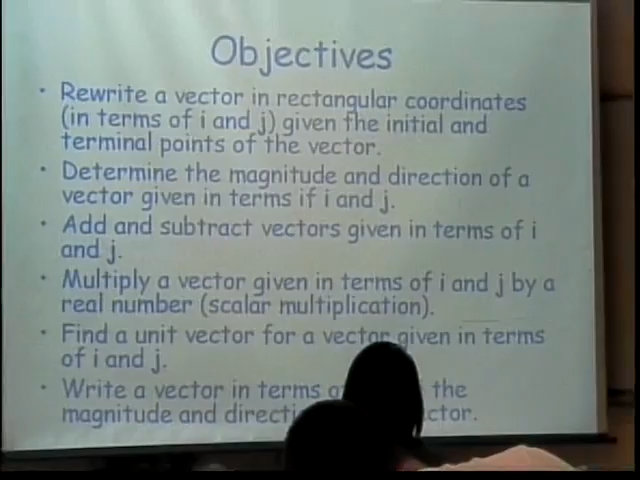 Objectives
• Rewrite a vector in rectangular coordinates
(in terms of i and j) given the initial and
terminal points of the vector.
• Determine the magnitude and direction of a
vector given in terms if i and j.
• Add and subtract vectors given in terms of i
and j.
• Multiply a vector given in terms of i and j by a
real number (scalar multiplication).
• Find a unit vector for a vector given in terms
of i and j.
• Write a vector in terms the
magnitude and